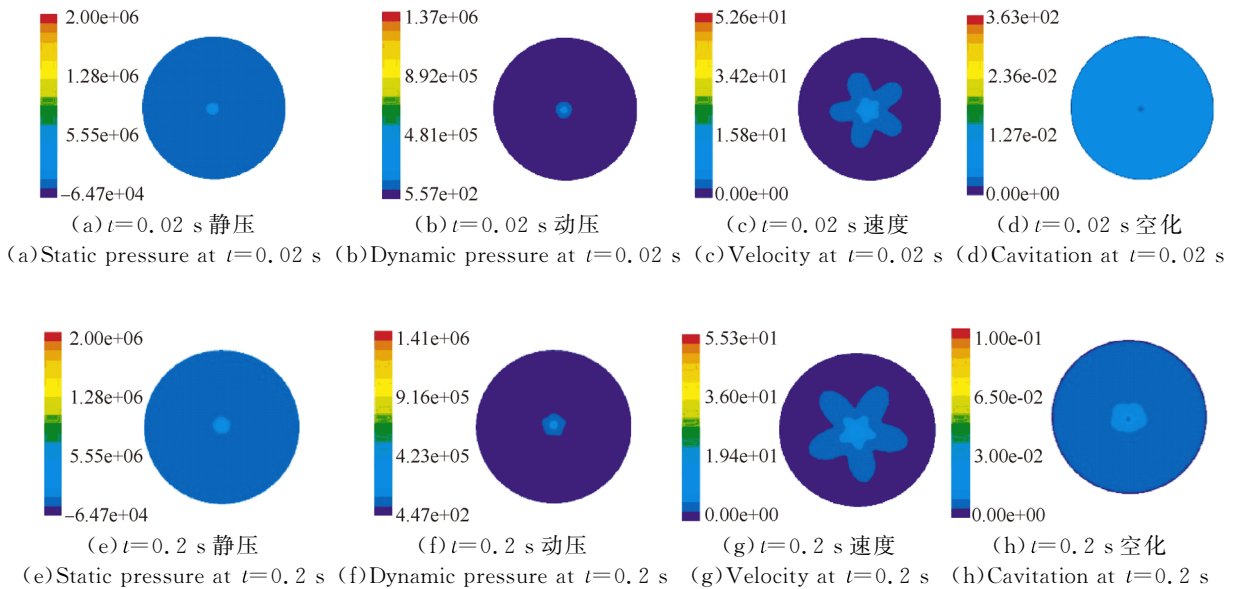 2.00e+06
1.28e+06
5.55e+06
−6.47e+04
(a)t=0.02 s 静压
(a)Static pressure at t=0.02 s
1.37e+06
8.92e+05
4.81e+05
5.57e+02
(b)t=0.02 s 动压
(b)Dynamic pressure at t=0.02 s
5.26e+01
3.42e+01
1.58e+01
0.00e+00
(c)t=0.02 s 速度
(c)Velocity at t=0.02 s
3.63e+02
2.36e-02
1.27e-02
0.00e+00
(d)t=0.02 s 空化
(d)Cavitation at t=0.02 s
2.00e+06
1.28e+06
5.55e+06
−6.47e+04
(e)t=0.2 s 静压
(e)Static pressure at t=0.2 s
1.41e+06
9.16e+05
4.23e+05
4.47e+02
(f)t=0.2 s 动压
(f)Dynamic pressure at t=0.2 s
5.53e+01
3.60e+01
1.94e+01
0.00e+00
(g)t=0.2 s 速度
(g)Velocity at t=0.2 s
1.00e-01
6.50e-02
3.00e-02
0.00e+00
(h)t=0.2 s 空化
(h)Cavitation at t=0.2 s